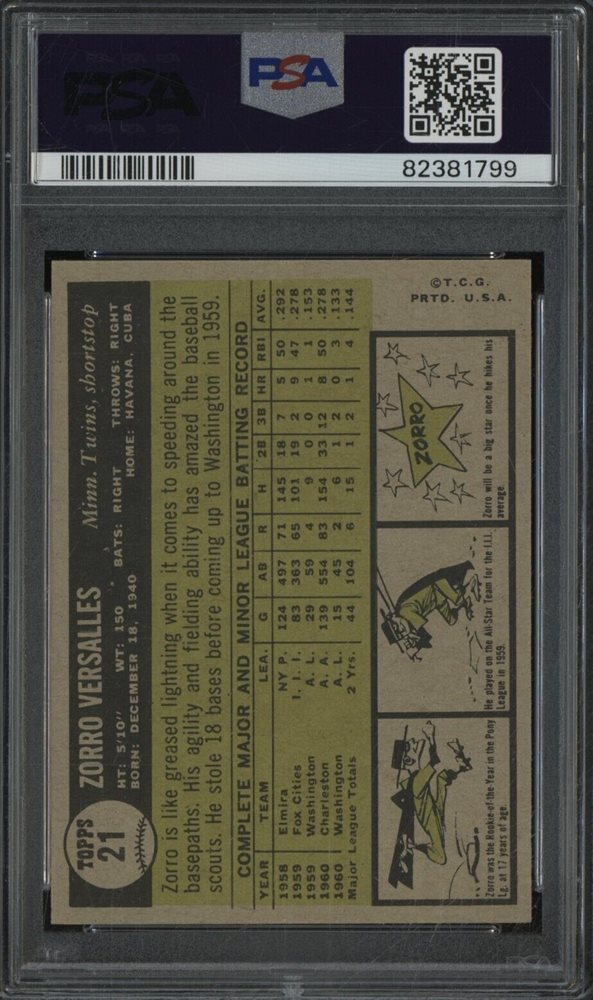 PSA
PSA
82381799
TOPPS
21
ZORRO VERSALLES Minn. Twins, shortstop
HT: 5'10" WT: 150 BATS: RIGHT THROWS: RIGHT
BORN: DECEMBER 18, 1940 HOME: HAVANA, CUBA
Zorro is like greased lightning when it comes to speeding around the
basepaths. His agility and fielding ability has amazed the baseball
scouts. He stole 18 bases before coming up to Washington in 1959.
COMPLETE MAJOR AND MINOR LEAGUE BATTING RECORD
YEAR TEAM LEA. G AB R H 2B 3B HR RBI AVG.
1958 Elmira NY P. 124 497 71 145 18 7 5 50 .292
1959 Fox Cities I. I. I. 83 363 65 101 19 2 9 47 .278
1959 Washington A. L. 29 59 4 9 0 0 1 1 .153
1960 Charleston A. A. 139 554 83 154 33 12 8 50 .278
1960 Washington A. L. 15 45 2 6 1 2 0 3 .133
Major League Totals 2 Yrs. 44 104 6 15 1 2 1 4 .144
Zorro was the Rookie-of-the-Year in the Pony
Lg. at 17 years of age.
He played on the All-Star Team for the I.I.I.
League in 1959.
ZORRO
Zorro will be a big star once he hikes his
average.
©T.C.G.
PRTD. U.S.A.